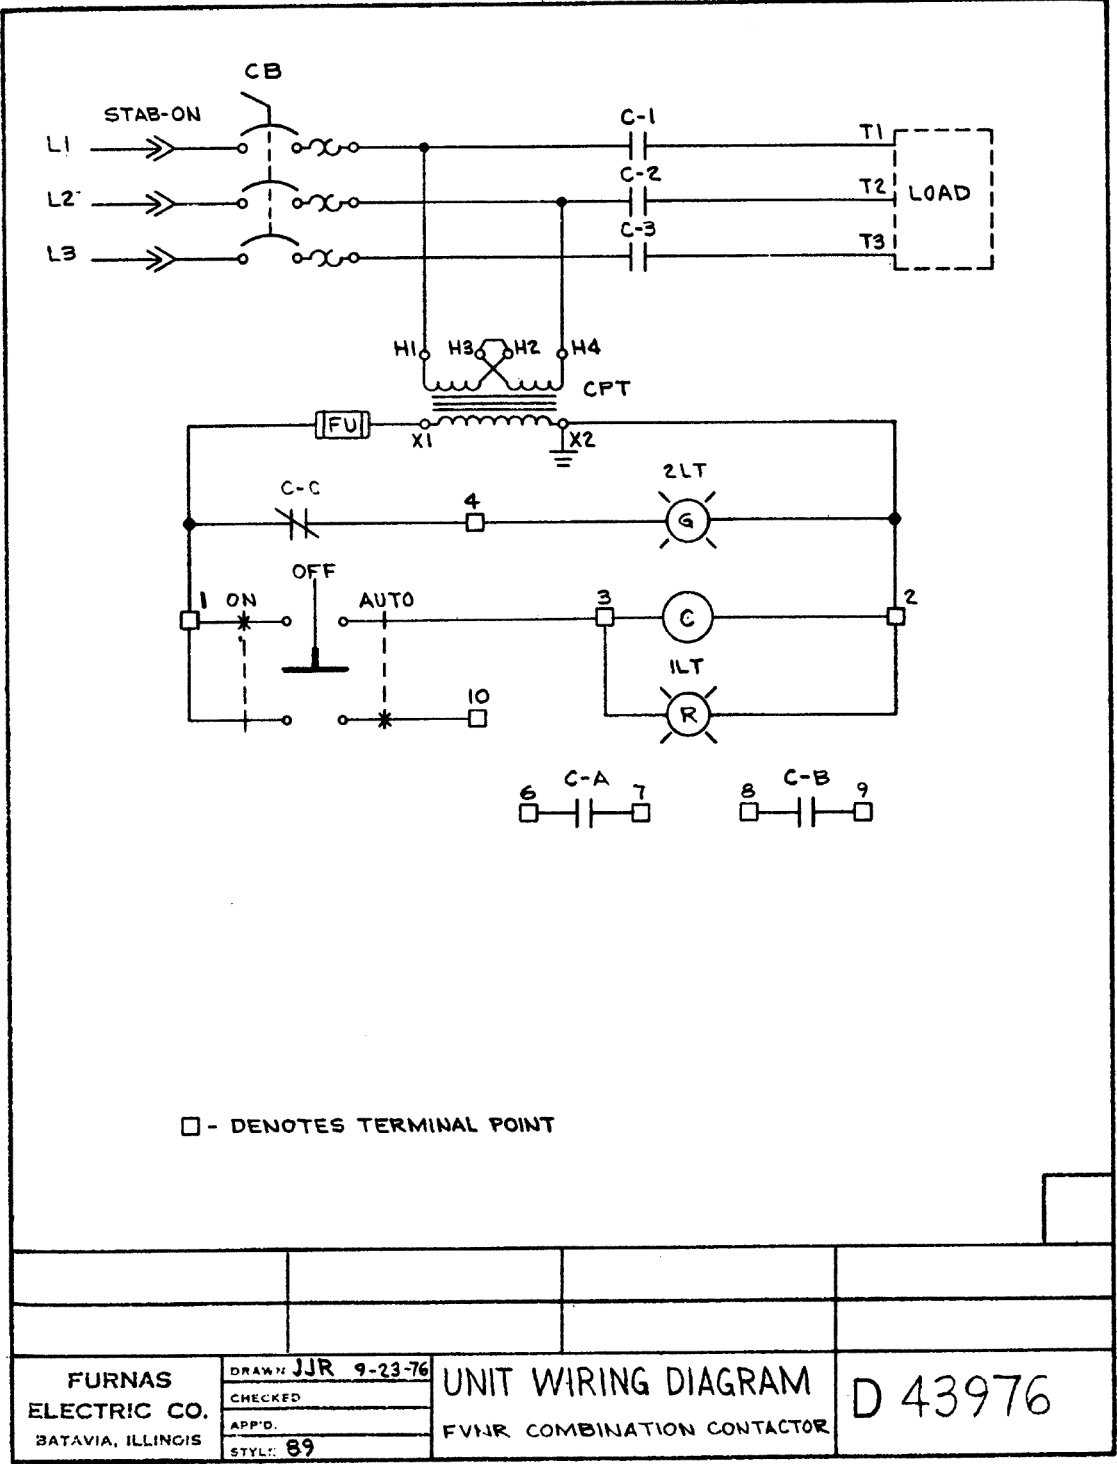 CB
STAB-ON
L1
L2
L3
C-1
C-2
C-3
T1
T2
T3
LOAD
H1 H3 H2 H4
CPT
FU
X1 X2
2LT
C-C
4
G
OFF
1 ON AUTO
3
C
2
1LT
10
R
C-A
6 7
C-B
8 9
□ - DENOTES TERMINAL POINT
FURNAS
ELECTRIC CO.
BATAVIA, ILLINOIS
DRAWN JJR 9-23-76
CHECKED
APP'D.
STYLE 89
UNIT WIRING DIAGRAM
FVNR COMBINATION CONTACTOR
D 43976